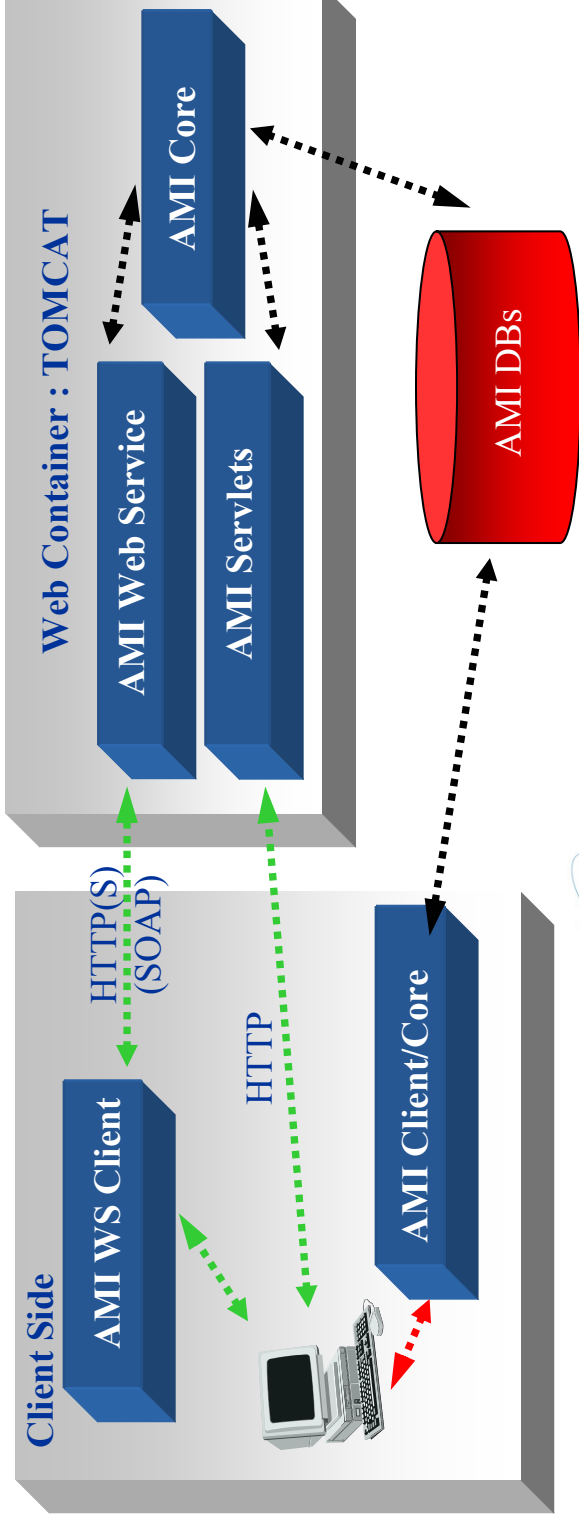 Client Side
AMI WS Client
HTTP(S)
(SOAP)
HTTP
AMI Client/Core
Web Container : TOMCAT
AMI Web Service
AMI Servlets
AMI Core
AMI DBs